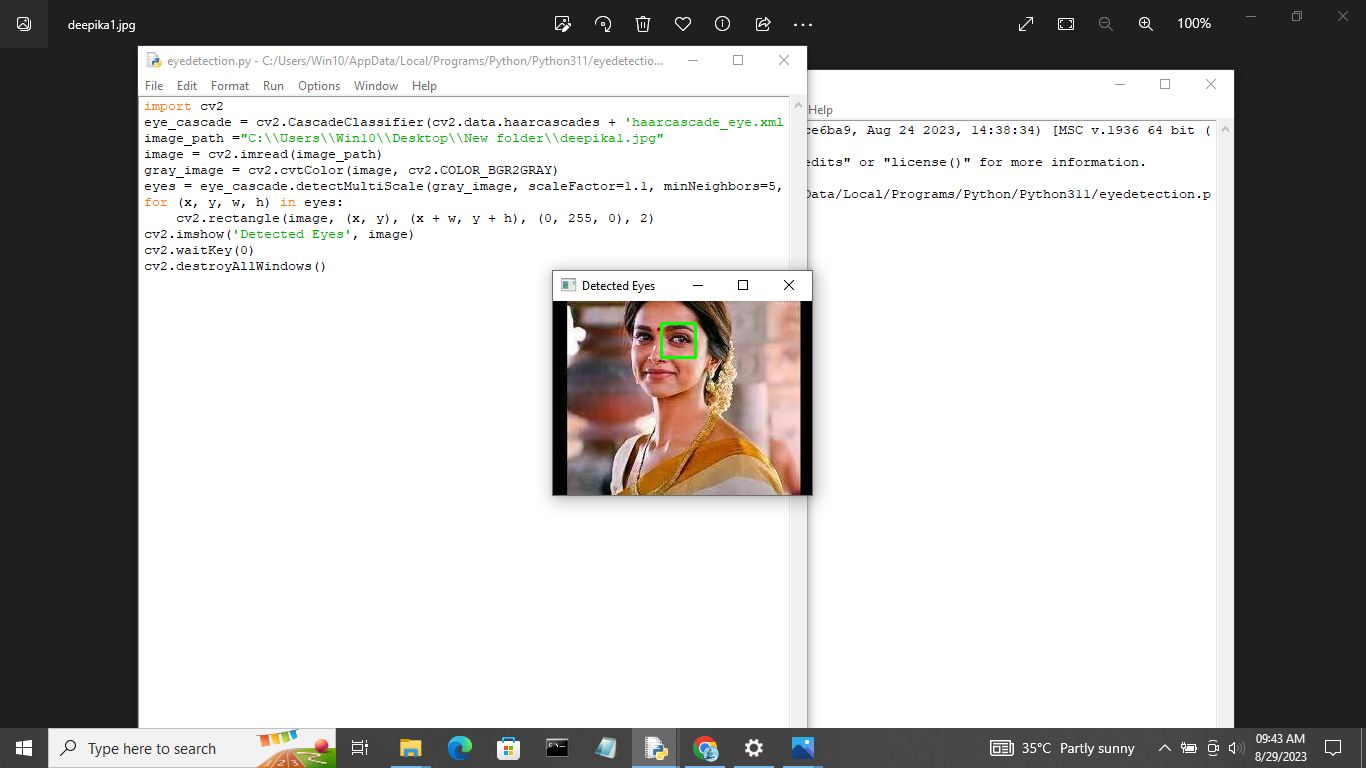 deepika1.jpg
100%
eyedetection.py - C:/Users/Win10/AppData/Local/Programs/Python/Python311/eyedetectio...
File Edit Format Run Options Window Help
import cv2
eye_cascade = cv2.CascadeClassifier(cv2.data.haarcascades + 'haarcascade_eye.xml
image_path ="C:\\Users\\Win10\\Desktop\\New folder\\deepika1.jpg"
image = cv2.imread(image_path)
gray_image = cv2.cvtColor(image, cv2.COLOR_BGR2GRAY)
eyes = eye_cascade.detectMultiScale(gray_image, scaleFactor=1.1, minNeighbors=5,
for (x, y, w, h) in eyes:
    cv2.rectangle(image, (x, y), (x + w, y + h), (0, 255, 0), 2)
cv2.imshow('Detected Eyes', image)
cv2.waitKey(0)
cv2.destroyAllWindows()
Help
ce6ba9, Aug 24 2023, 14:38:34) [MSC v.1936 64 bit (
edits" or "license()" for more information.
Data/Local/Programs/Python/Python311/eyedetection.p
Detected Eyes
Type here to search
35°C Partly sunny
09:43 AM
8/29/2023